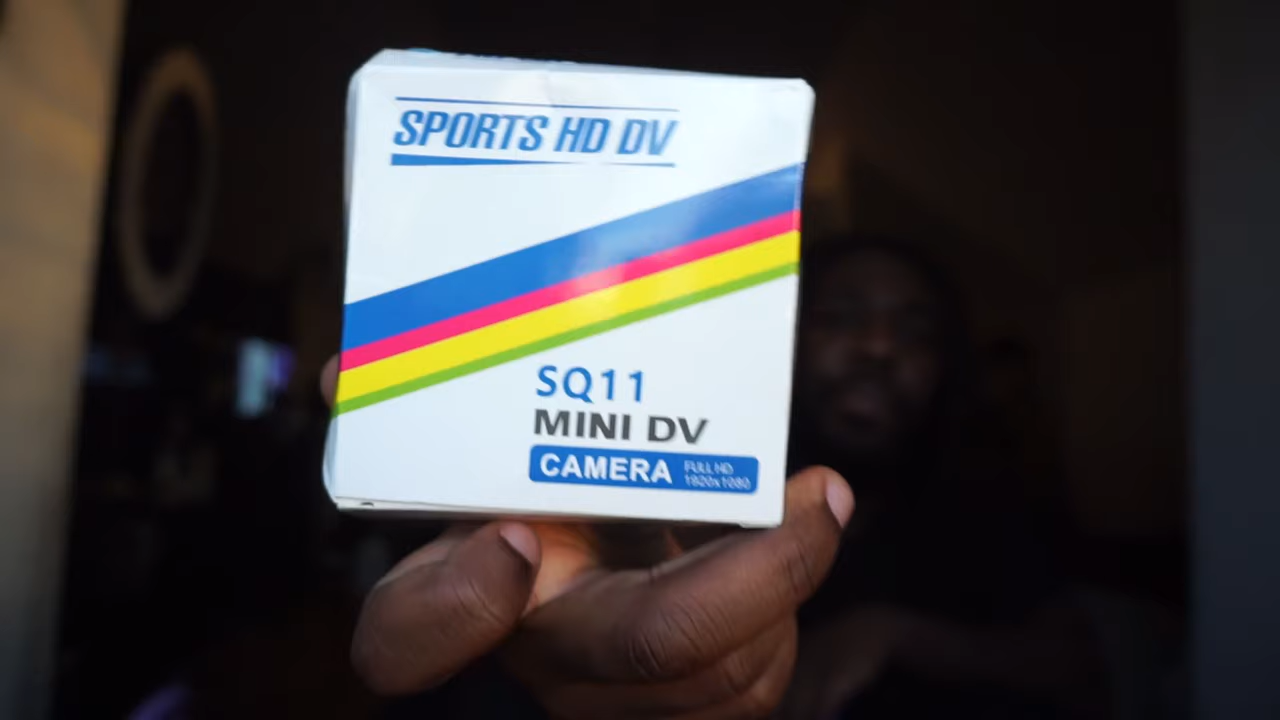 SPORTS HD DV
SQ11
MINI DV
CAMERA
FULL HD
1920x1080